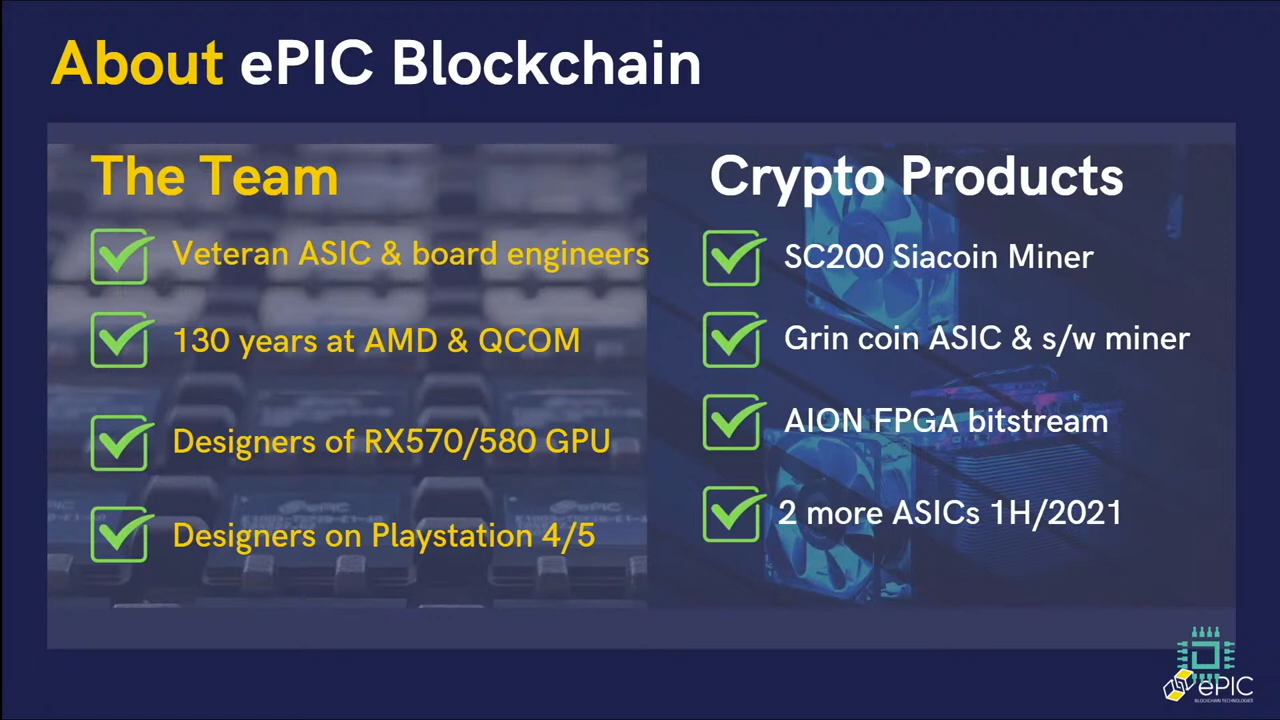 About ePIC Blockchain
The Team
Veteran ASIC & board engineers
130 years at AMD & QCOM
Designers of RX570/580 GPU
Designers on Playstation 4/5
Crypto Products
SC200 Siacoin Miner
Grin coin ASIC & s/w miner
AION FPGA bitstream
2 more ASICs 1H/2021
ePIC
BLOCKCHAIN TECHNOLOGIES